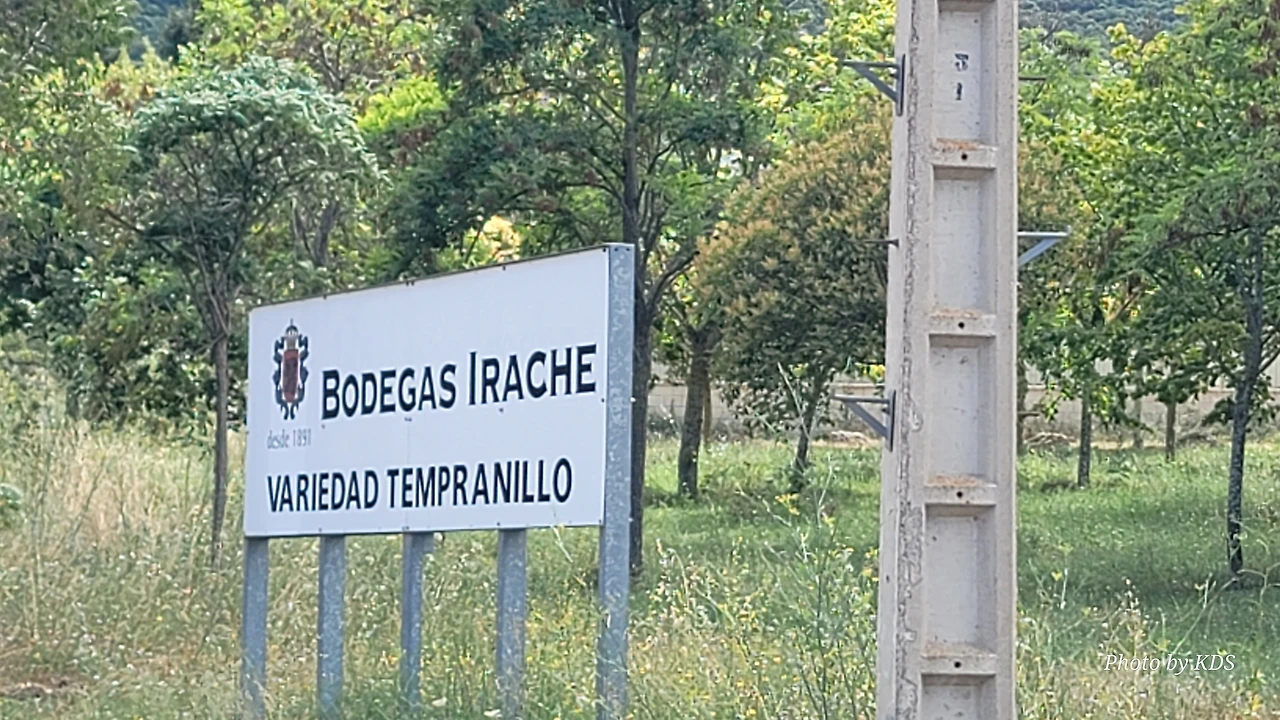 BODEGAS IRACHE
desde 1891
VARIEDAD TEMPRANILLO
Photo by KDS